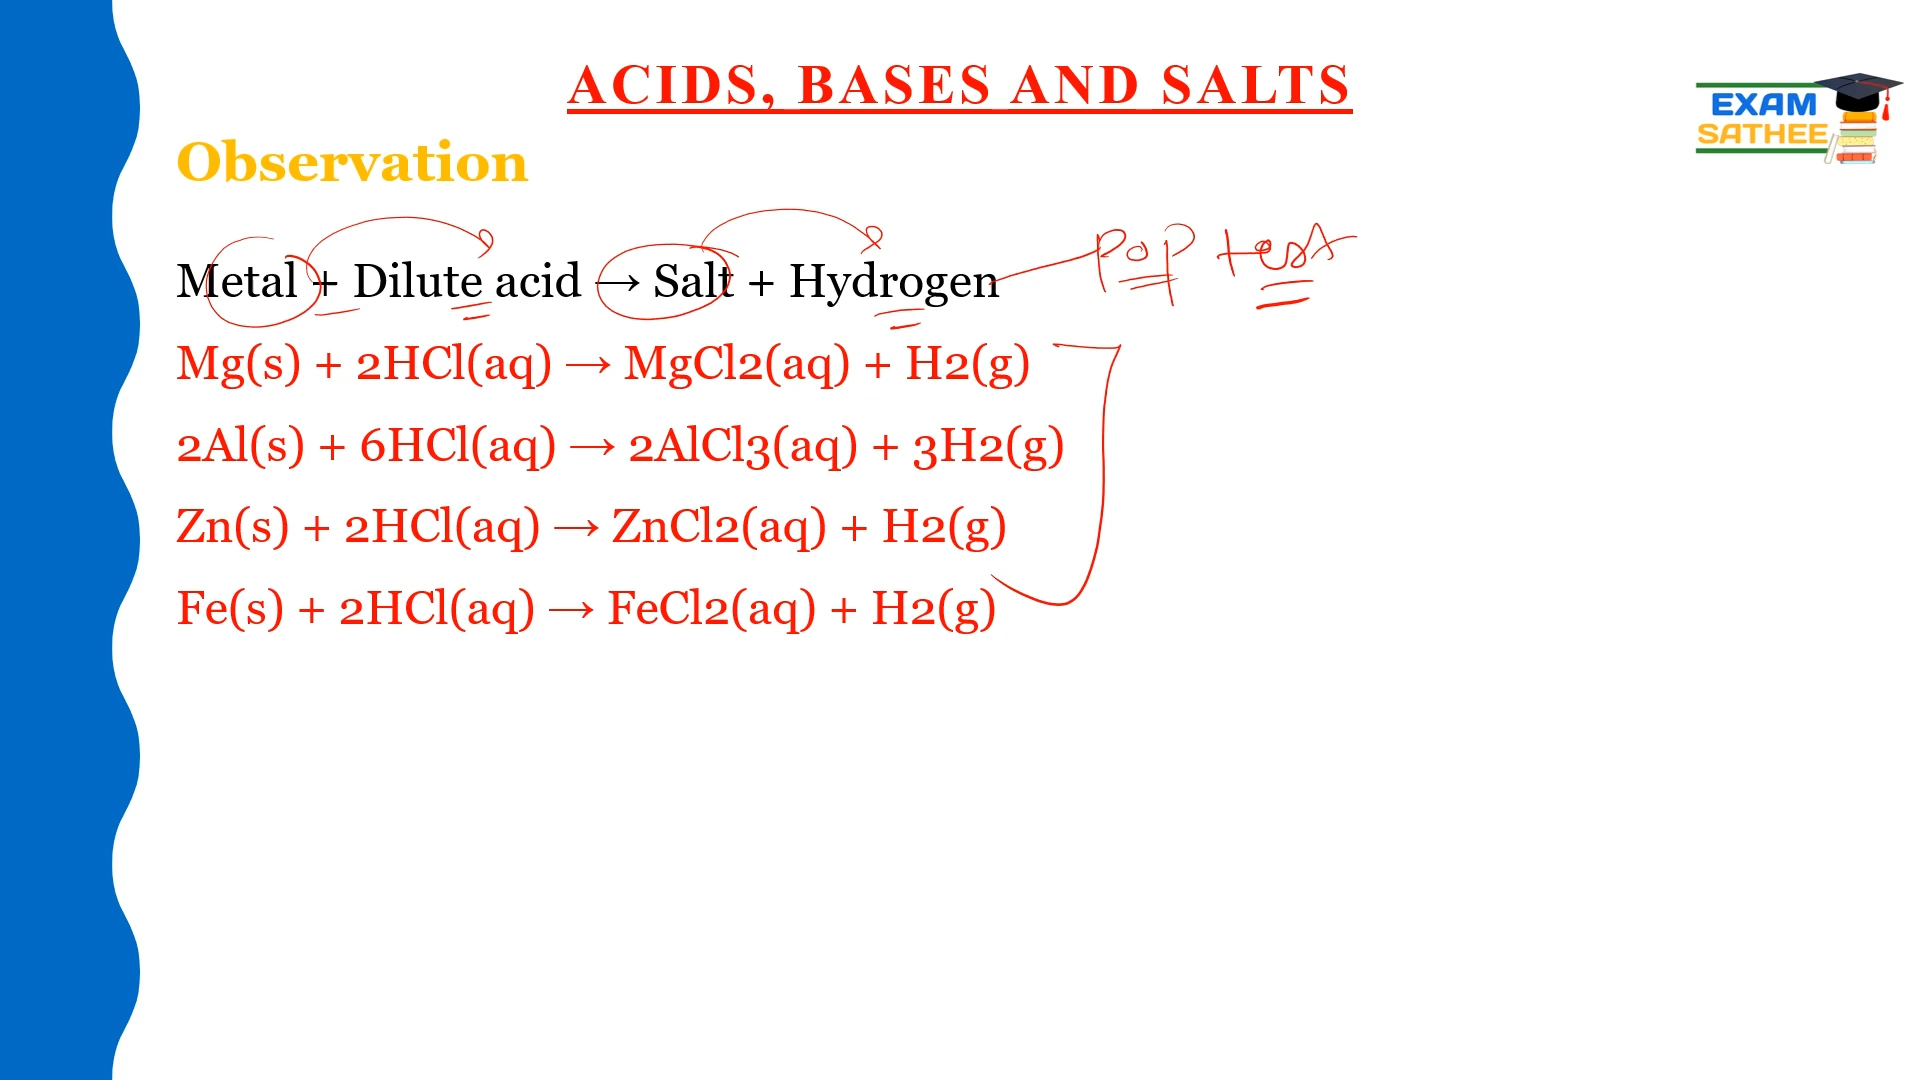 ACIDS, BASES AND SALTS
EXAM
SATHEE
Observation
Metal + Dilute acid → Salt + Hydrogen
Pop test
Mg(s) + 2HCl(aq) → MgCl2(aq) + H2(g)
2Al(s) + 6HCl(aq) → 2AlCl3(aq) + 3H2(g)
Zn(s) + 2HCl(aq) → ZnCl2(aq) + H2(g)
Fe(s) + 2HCl(aq) → FeCl2(aq) + H2(g)